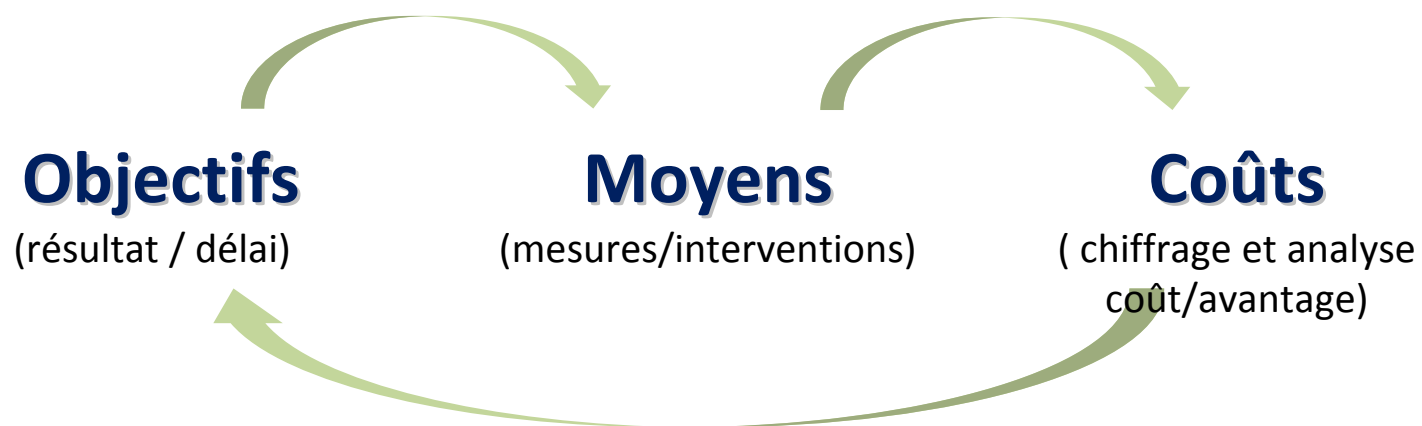 Objectifs
(résultat / délai)
Moyens
(mesures/interventions)
Coûts
( chiffrage et analyse
coût/avantage)